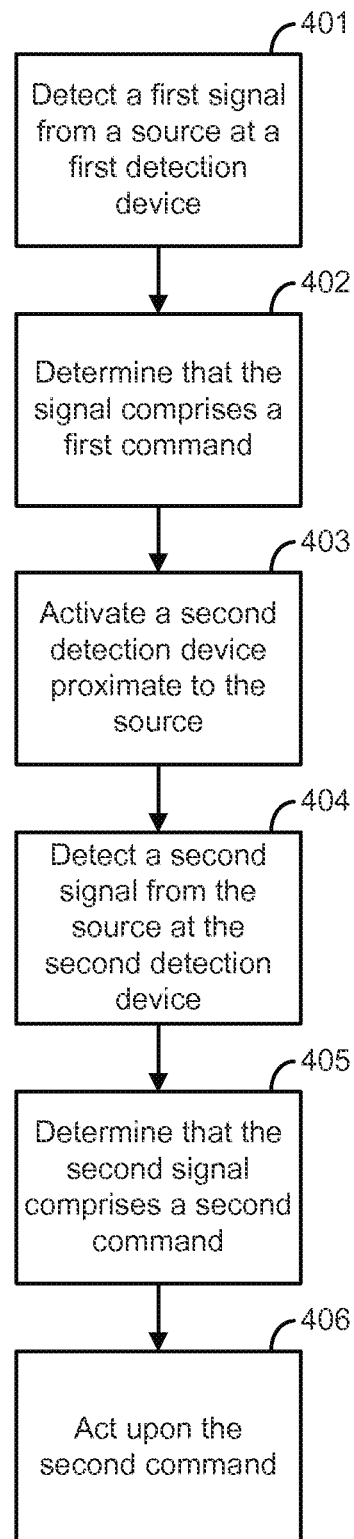 401
Detect a first signal
from a source at a
first detection
device
402
Determine that the
signal comprises a
first command
403
Activate a second
detection device
proximate to the
source
404
Detect a second
signal from the
source at the
second detection
device
405
Determine that the
second signal
comprises a second
command
406
Act upon the
second command